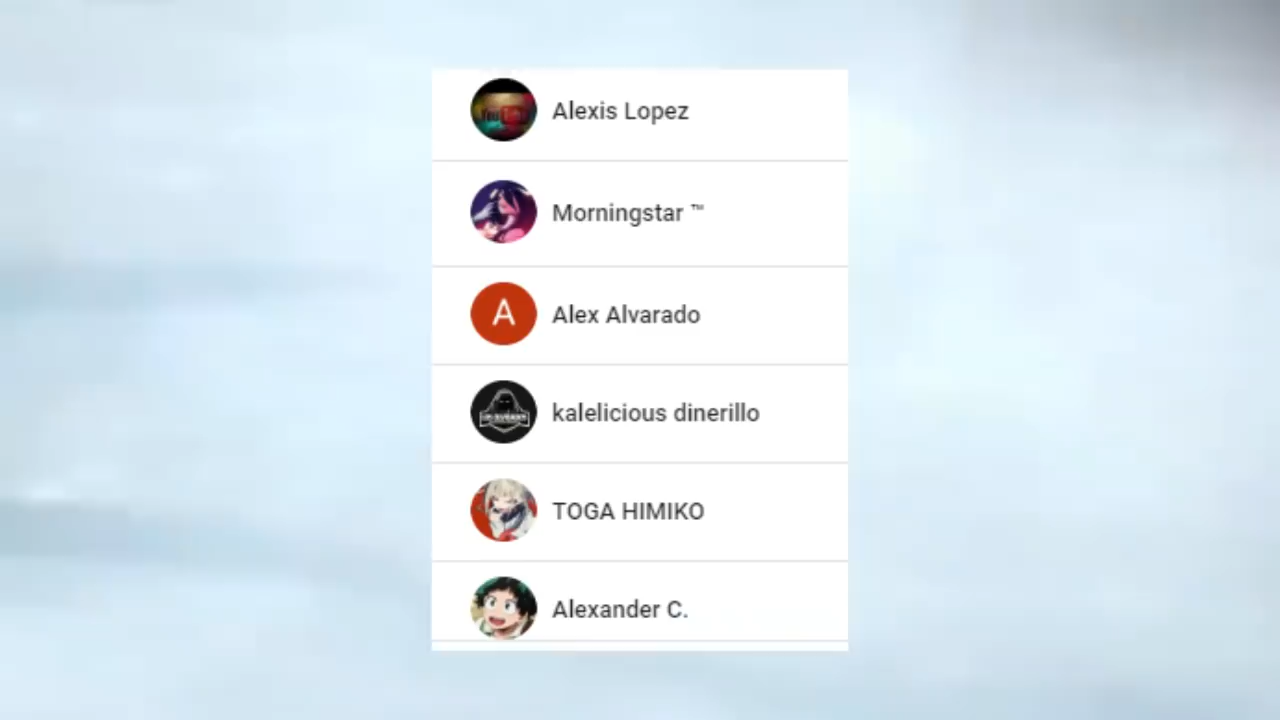 Alexis Lopez
Morningstar ™
A
Alex Alvarado
kalelicious dinerillo
TOGA HIMIKO
Alexander C.